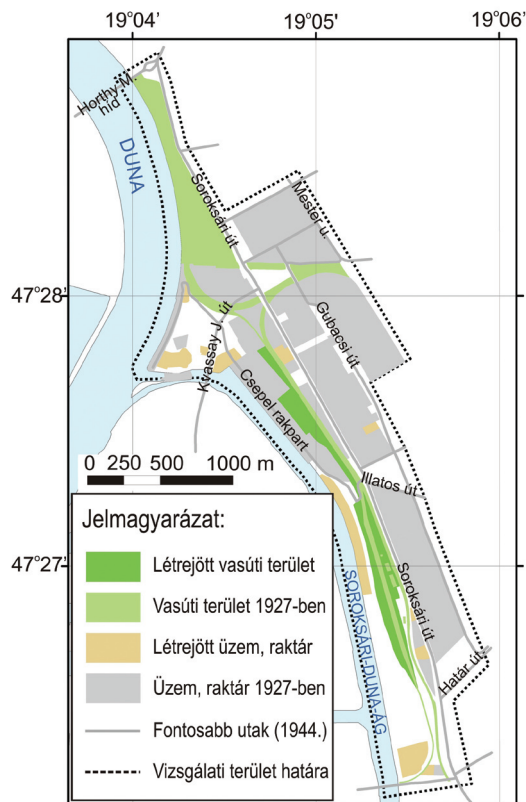 19°04’ 19°05’ 19°06’
Horthy M.
híd
DUNA
Soroksári út
Mester u.
47°28’
Kvassay J. út
Gubacsi út
Csepel rakpart
0 250 500 1000 m
Illatos út
Jelmagyarázat:
47°27’
Létrejött vasúti terület
Vasúti terület 1927-ben
Létrejött üzem, raktár
Üzem, raktár 1927-ben
Fontosabb utak (1944.)
Vizsgálati terület határa
SOROKSÁRI-DUNA-ÁG
Soroksári út
Határ út